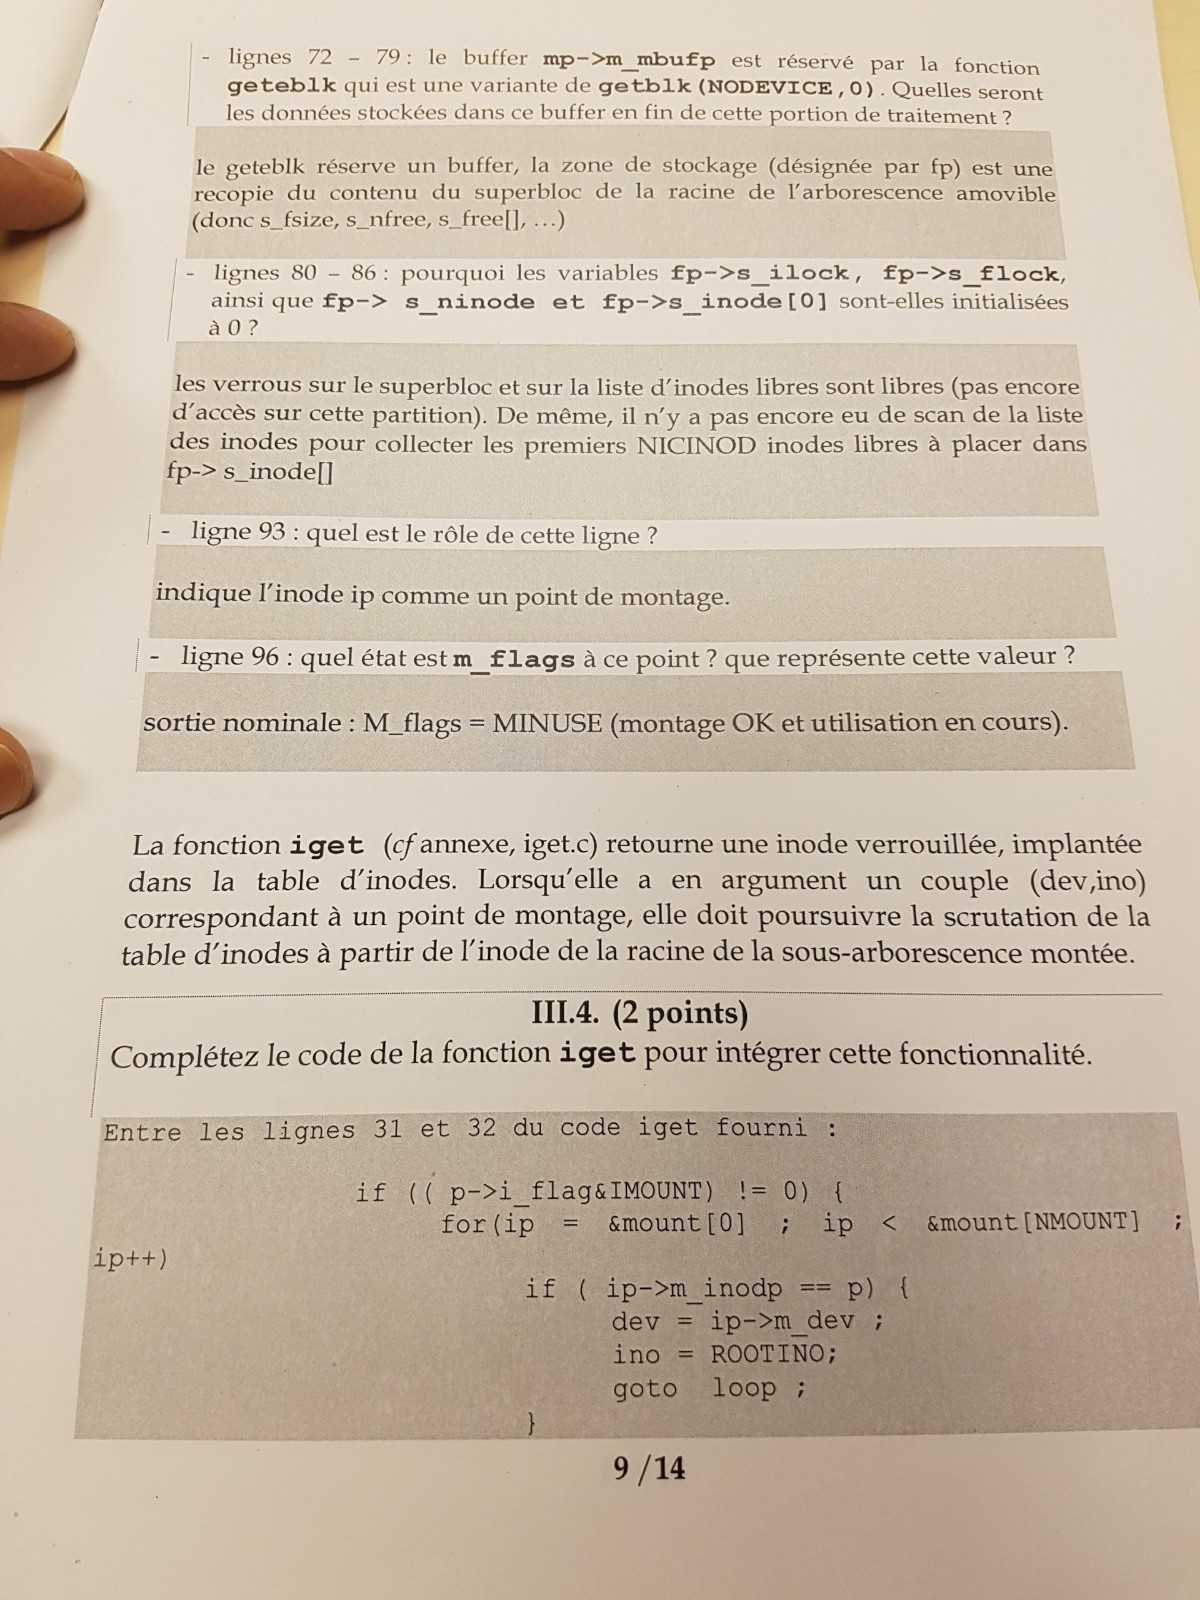 - lignes 72 – 79 : le buffer mp->m_mbufp est réservé par la fonction
geteblk qui est une variante de getblk(NODEVICE,0). Quelles seront
les données stockées dans ce buffer en fin de cette portion de traitement ?
le geteblk réserve un buffer, la zone de stockage (désignée par fp) est une
recopie du contenu du superbloc de la racine de l'arborescence amovible
(donc s_fsize, s_nfree, s_free[], ...)
- lignes 80 – 86 : pourquoi les variables fp->s_ilock, fp->s_flock,
ainsi que fp-> s_ninode et fp->s_inode[0] sont-elles initialisées
à 0 ?
les verrous sur le superbloc et sur la liste d'inodes libres sont libres (pas encore
d'accès sur cette partition). De même, il n'y a pas encore eu de scan de la liste
des inodes pour collecter les premiers NICINOD inodes libres à placer dans
fp-> s_inode[]
- ligne 93 : quel est le rôle de cette ligne ?
indique l'inode ip comme un point de montage.
- ligne 96 : quel état est m_flags à ce point ? que représente cette valeur ?
sortie nominale : M_flags = MINUSE (montage OK et utilisation en cours).
La fonction iget (cf annexe, iget.c) retourne une inode verrouillée, implantée
dans la table d'inodes. Lorsqu'elle a en argument un couple (dev,ino)
correspondant à un point de montage, elle doit poursuivre la scrutation de la
table d'inodes à partir de l'inode de la racine de la sous-arborescence montée.
III.4. (2 points)
Complétez le code de la fonction iget pour intégrer cette fonctionnalité.
Entre les lignes 31 et 32 du code iget fourni :
if (( p->i_flag&IMOUNT) != 0) {
for(ip = &mount[0] ; ip < &mount[NMOUNT] ;
ip++)
if ( ip->m_inodp == p) {
dev = ip->m_dev ;
ino = ROOTINO;
goto loop ;
}
9 /14